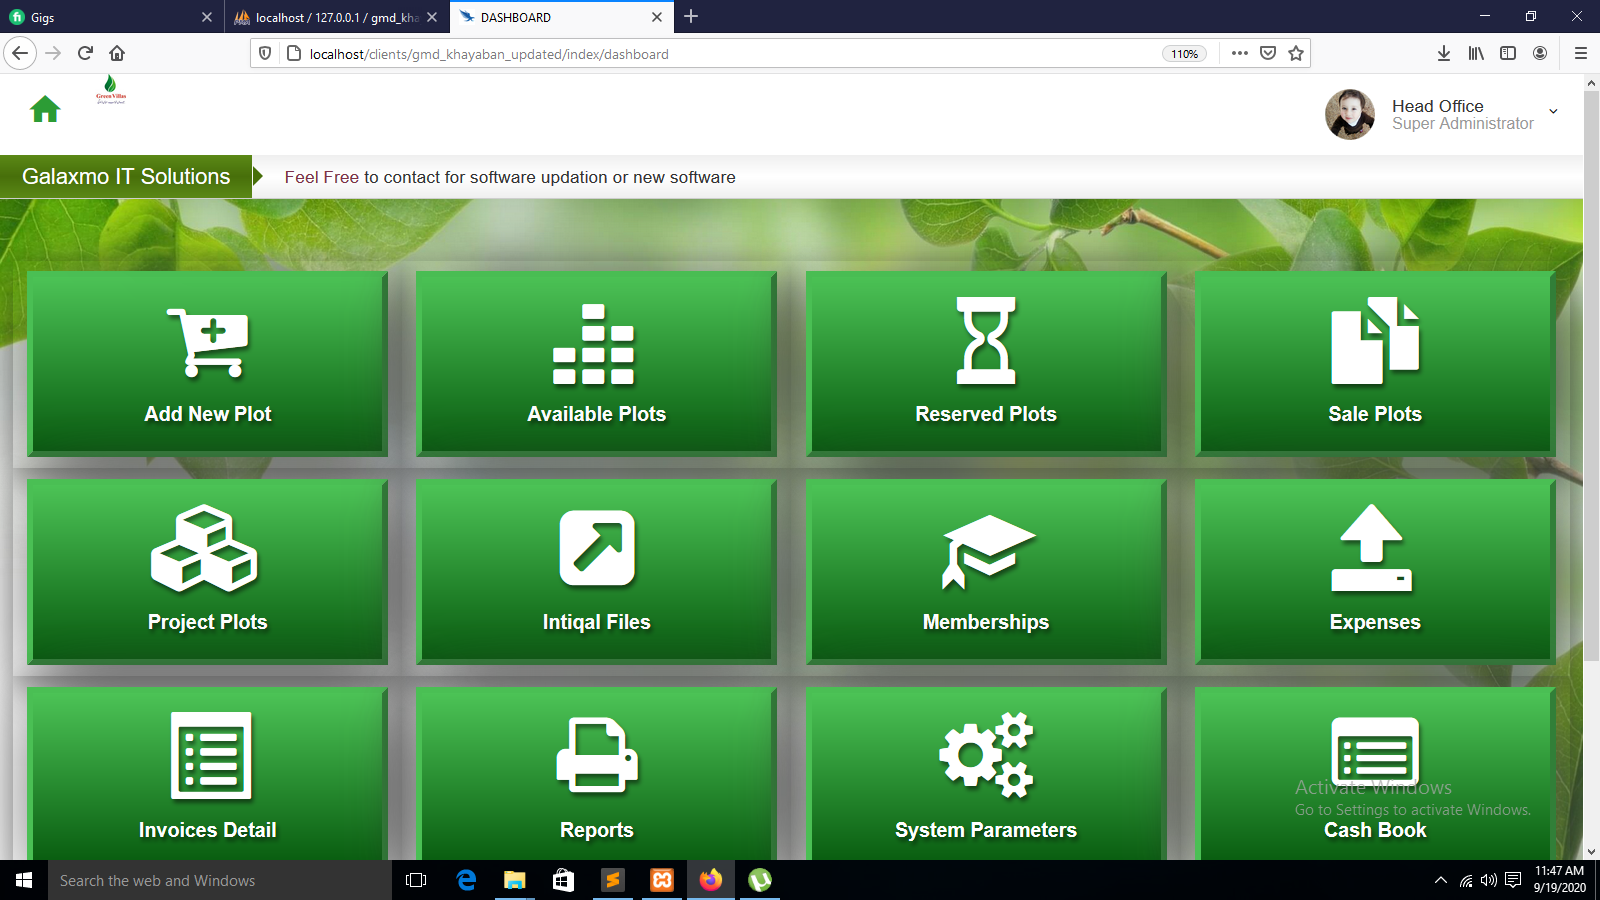 Gigs
localhost / 127.0.0.1 / gmd_kha
DASHBOARD
localhost/clients/gmd_khayaban_updated/index/dashboard
110%
Green Villas
Head Office
Super Administrator
Galaxmo IT Solutions
Feel Free to contact for software updation or new software
Add New Plot
Available Plots
Reserved Plots
Sale Plots
Project Plots
Intiqal Files
Memberships
Expenses
Invoices Detail
Reports
System Parameters
Cash Book
Activate Windows
Go to Settings to activate Windows.
Search the web and Windows
11:47 AM
9/19/2020